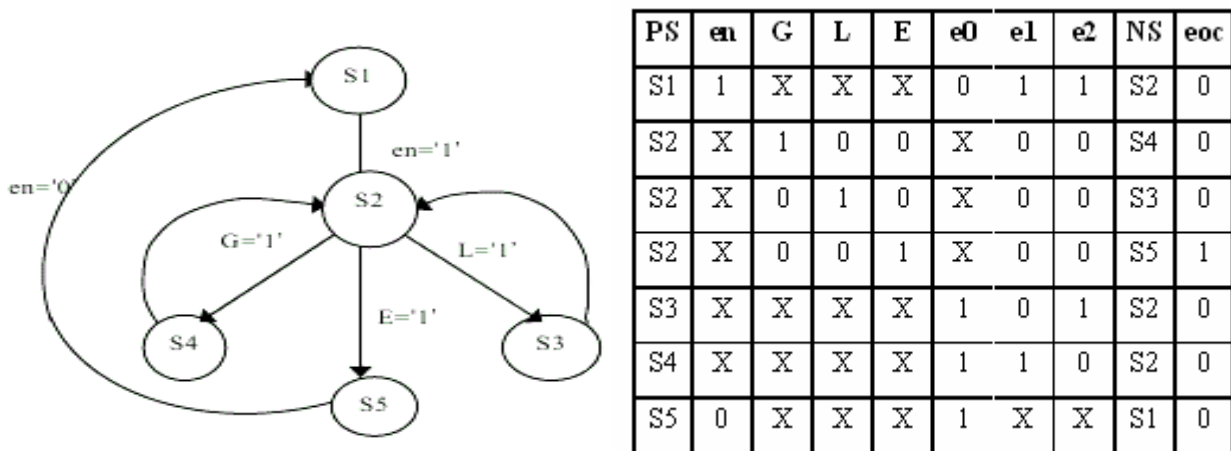 S1
en='1'
en='0'
S2
G='1'
L='1'
E='1'
S4
S3
S5
PS en G L E e0 e1 e2 NS eoc
S1 1 X X X 0 1 1 S2 0
S2 X 1 0 0 X 0 0 S4 0
S2 X 0 1 0 X 0 0 S3 0
S2 X 0 0 1 X 0 0 S5 1
S3 X X X X 1 0 1 S2 0
S4 X X X X 1 1 0 S2 0
S5 0 X X X 1 X X S1 0